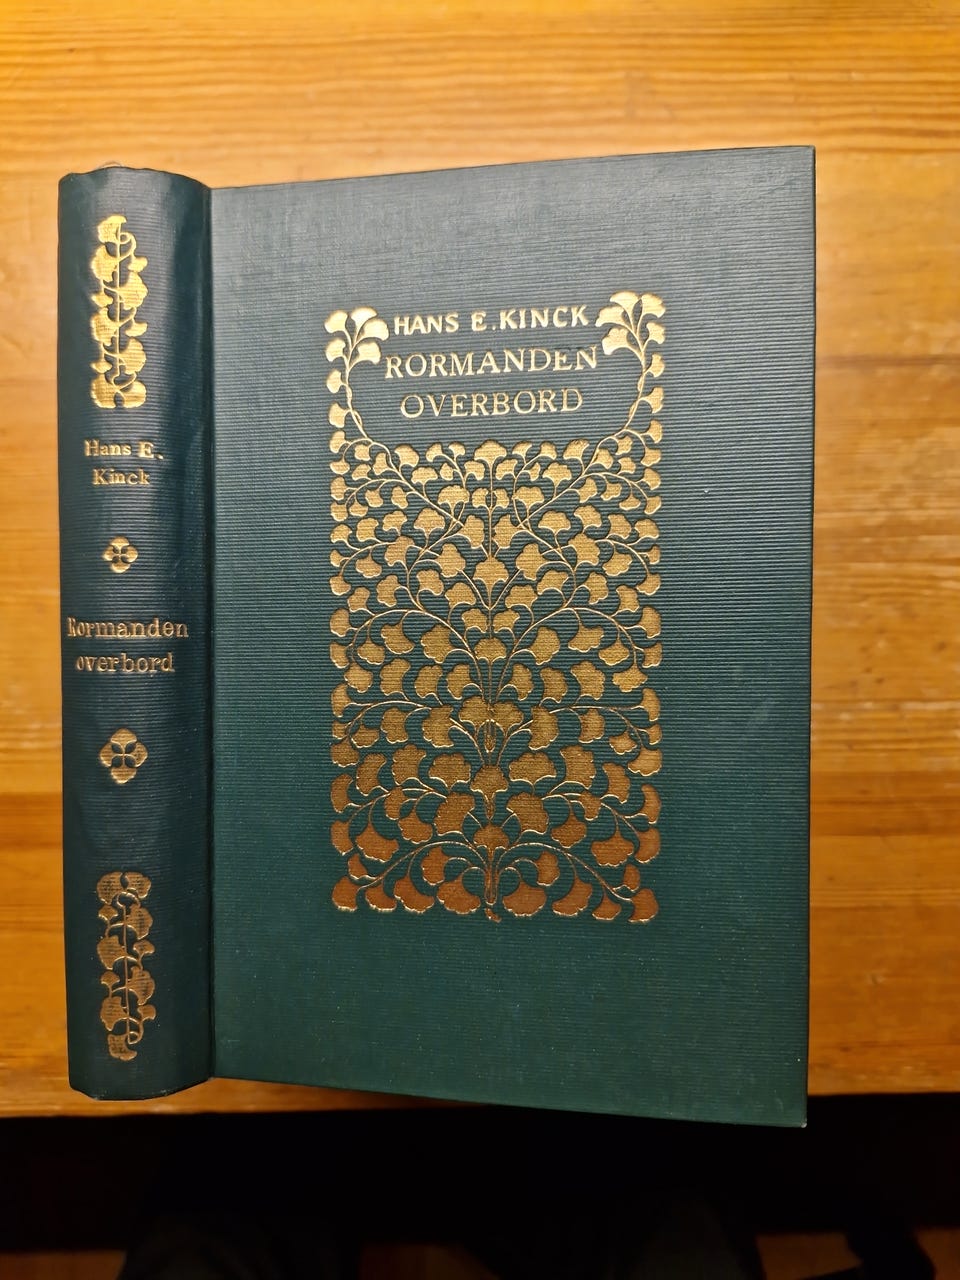 Hans E.
Kinck
Rormanden
overbord
HANS E. KINCK
RORMANDEN
OVERBORD